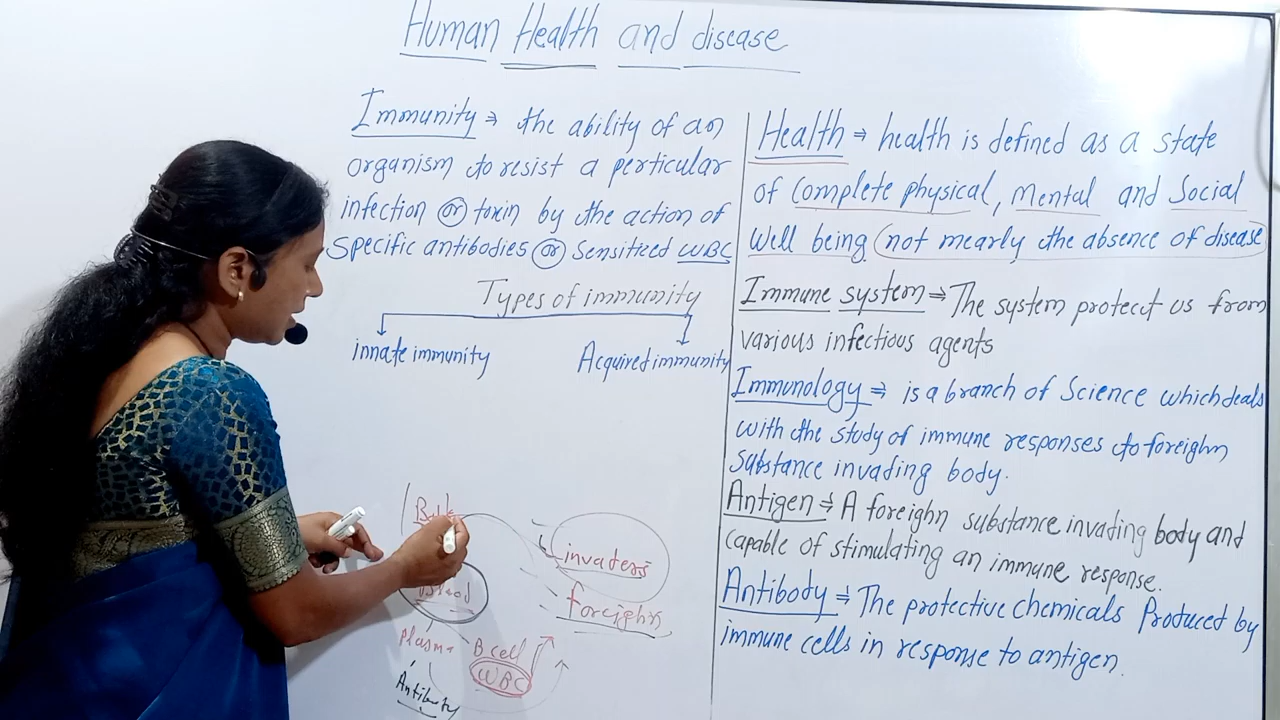 Human Health and disease
Immunity ⇒ the ability of an
organism to resist a perticular
infection or toxin by the action of
Specific antibodies or Sensitized WBC
Types of immunity
innate immunity
Acquired immunity
invaders
foreighns
Blood
Plasma
B cell
WBC
Antibody
Health ⇒ health is defined as a state
of complete physical, Mental and Social
Well being (not mearly the absence of disease)
Immune system ⇒ The system protect us from
various infectious agents
Immunology ⇒ is a branch of Science which deals
with the study of immune responses to foreighn
substance invading body.
Antigen ⇒ A foreighn substance invading body and
capable of stimulating an immune response.
Antibody ⇒ The protective chemicals Produced by
immune cells in response to antigen.